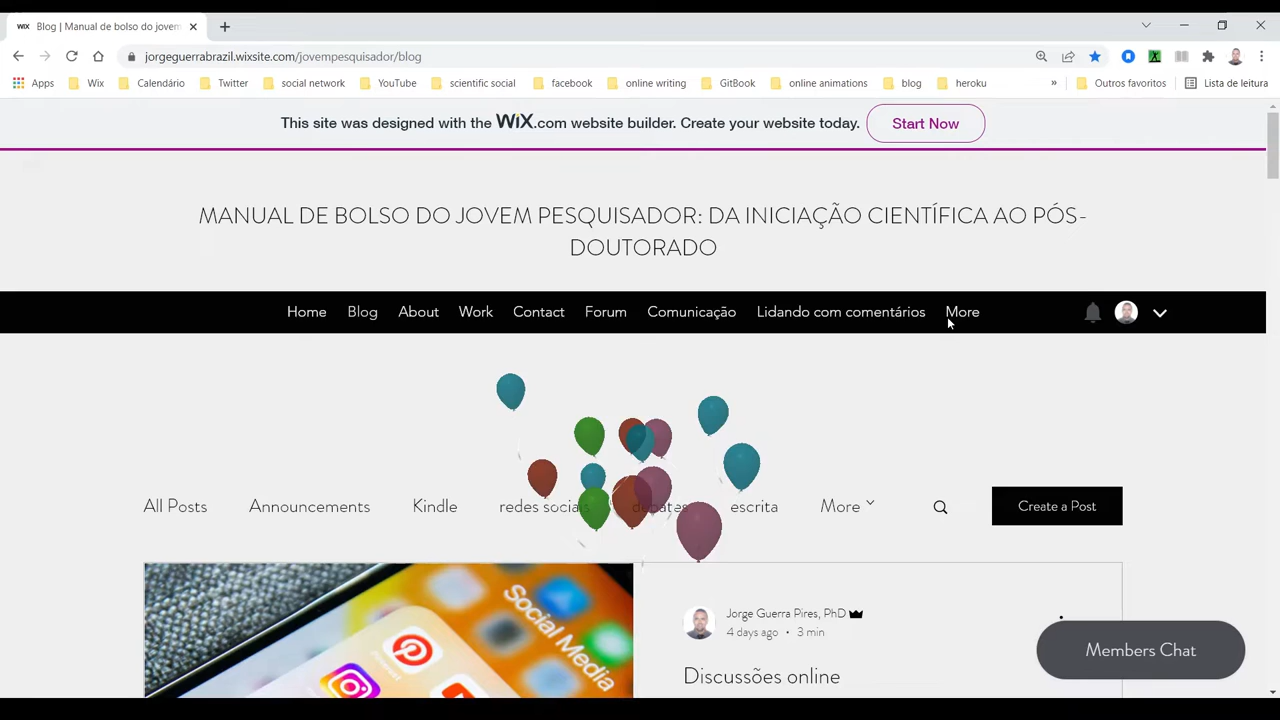 WiX Blog | Manual de bolso do jovem
jorgeguerrabrazil.wixsite.com/jovempesquisador/blog
Apps Wix Calendário Twitter social network YouTube scientific social facebook online writing GitBook online animations blog heroku » Outros favoritos Lista de leitura
This site was designed with the WiX.com website builder. Create your website today. Start Now
MANUAL DE BOLSO DO JOVEM PESQUISADOR: DA INICIAÇÃO CIENTÍFICA AO PÓS-
DOUTORADO
Home Blog About Work Contact Forum Comunicação Lidando com comentários More
All Posts Announcements Kindle redes sociais debates escrita More Create a Post
Social Media
Jorge Guerra Pires, PhD
4 days ago • 3 min
Members Chat
Discussões online